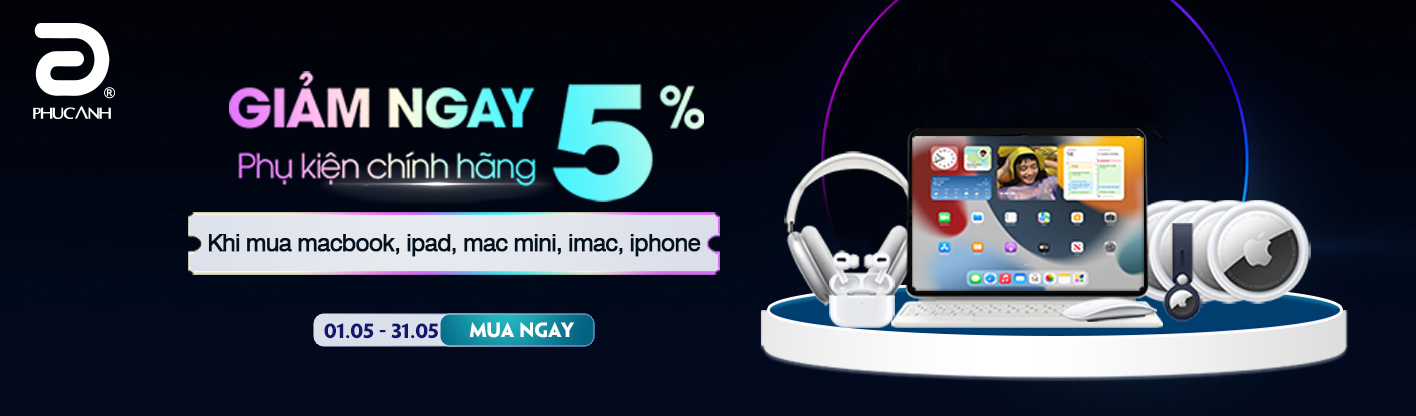 PHUCANH®
GIẢM NGAY 5%
Phụ kiện chính hãng
Khi mua macbook, ipad, mac mini, imac, iphone
01.05 - 31.05
MUA NGAY